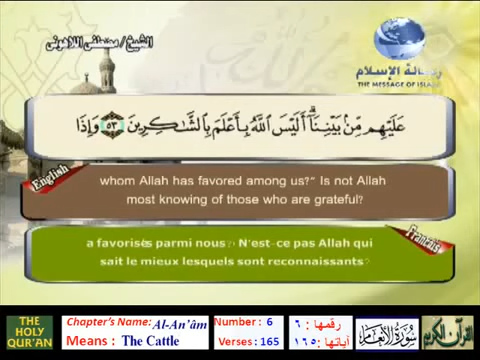 الشيخ / مصطفى اللاهونى
رسالة الإسلام
THE MESSAGE OF ISLAM
عَلَيْهِم مِّنۢ بَيْنِنَآ ۗ أَلَيْسَ ٱللَّهُ بِأَعْلَمَ بِٱلشَّـٰكِرِينَ ٥٣ وَإِذَا
English
whom Allah has favored among us?" Is not Allah
most knowing of those who are grateful?
Français
a favorisés parmi nous?» N'est-ce pas Allah qui
sait le mieux lesquels sont reconnaissants?
THE HOLY QUR'AN
Chapter's Name: Al-An'âm
Means : The Cattle
Number : 6
Verses : 165
رقمها : ٦
آياتها : ١٦٥
سورة الأنعام
القرآن الكريم